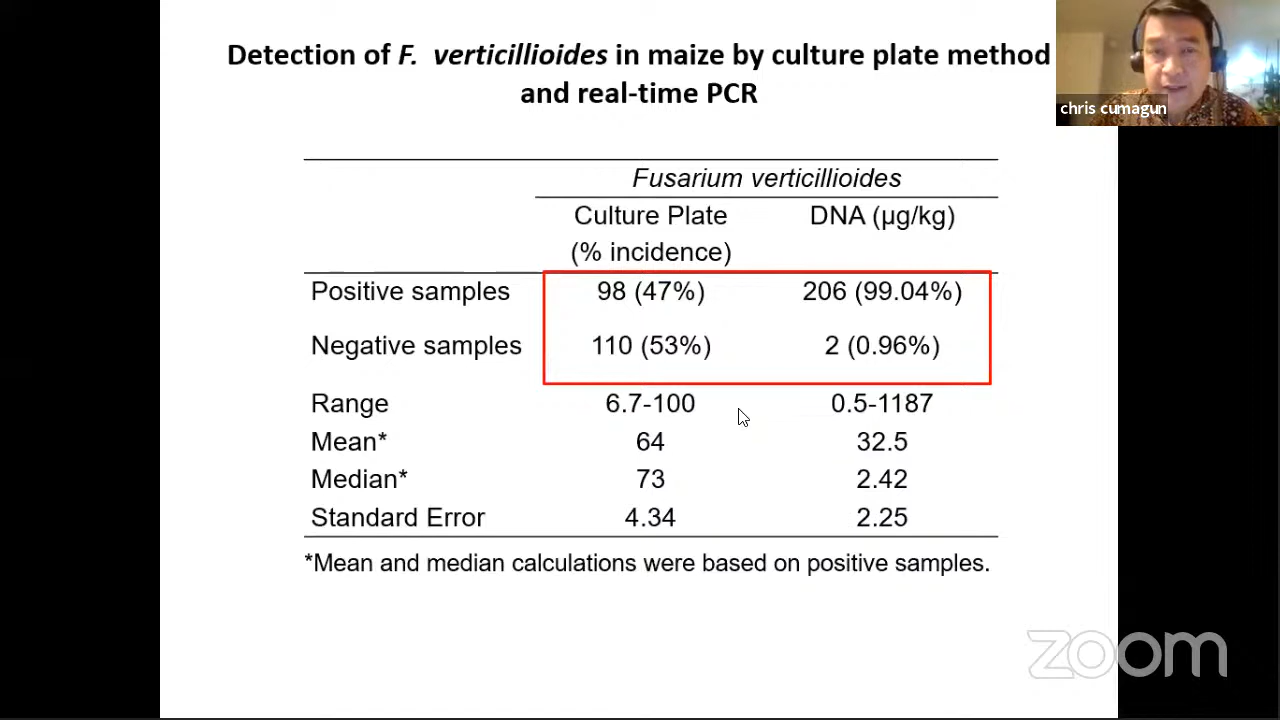 Detection of F. verticillioides in maize by culture plate method
and real-time PCR
chris cumagun
Fusarium verticillioides
Culture Plate DNA (µg/kg)
(% incidence)
Positive samples 98 (47%) 206 (99.04%)
Negative samples 110 (53%) 2 (0.96%)
Range 6.7-100 0.5-1187
Mean* 64 32.5
Median* 73 2.42
Standard Error 4.34 2.25
*Mean and median calculations were based on positive samples.
zoom